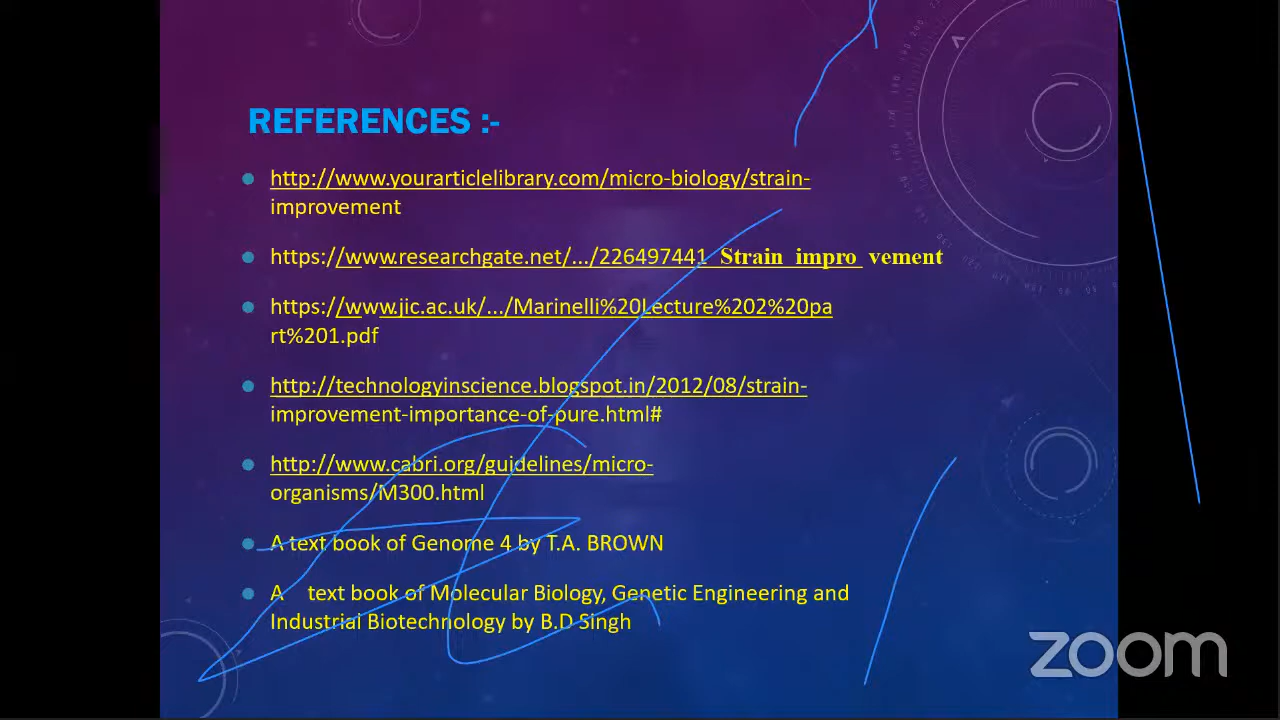 REFERENCES :-
http://www.yourarticlelibrary.com/micro-biology/strain-
improvement
https://www.researchgate.net/.../226497441_Strain_impro_vement
https://www.jic.ac.uk/.../Marinelli%20Lecture%202%20pa
rt%201.pdf
http://technologyinscience.blogspot.in/2012/08/strain-
improvement-importance-of-pure.html#
http://www.cabri.org/guidelines/micro-
organisms/M300.html
A text book of Genome 4 by T.A. BROWN
A text book of Molecular Biology, Genetic Engineering and
Industrial Biotechnology by B.D Singh
zoom